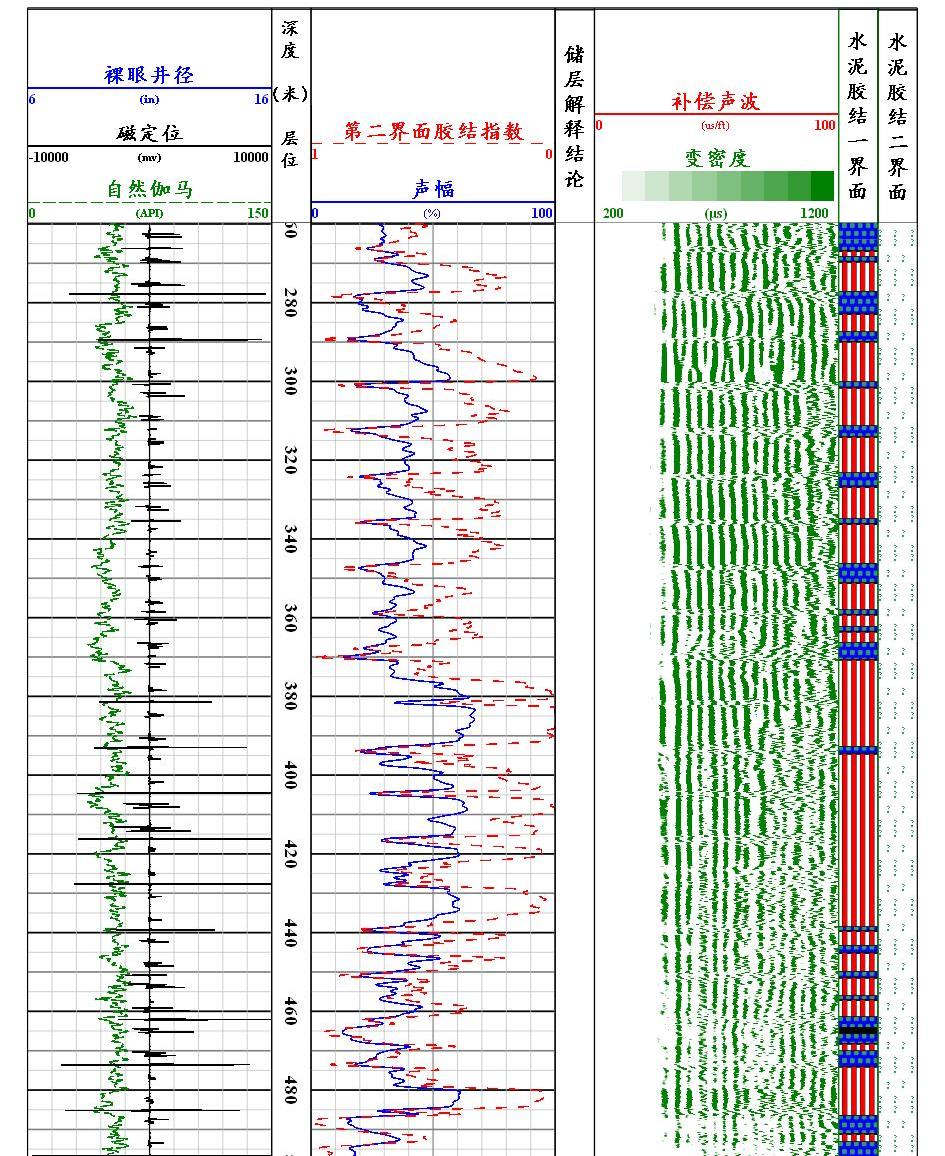 裸眼井径
6 (in) 16
磁定位
-10000 (mv) 10000
自然伽马
0 (API) 150
深度
(米)
层位
第二界面胶结指数
1 0
声幅
0 (%) 100
储层解释结论
补偿声波
0 (us/ft) 100
变密度
200 (μs) 1200
水泥胶结一界面
水泥胶结二界面
280
300
320
340
360
380
400
420
440
460
480